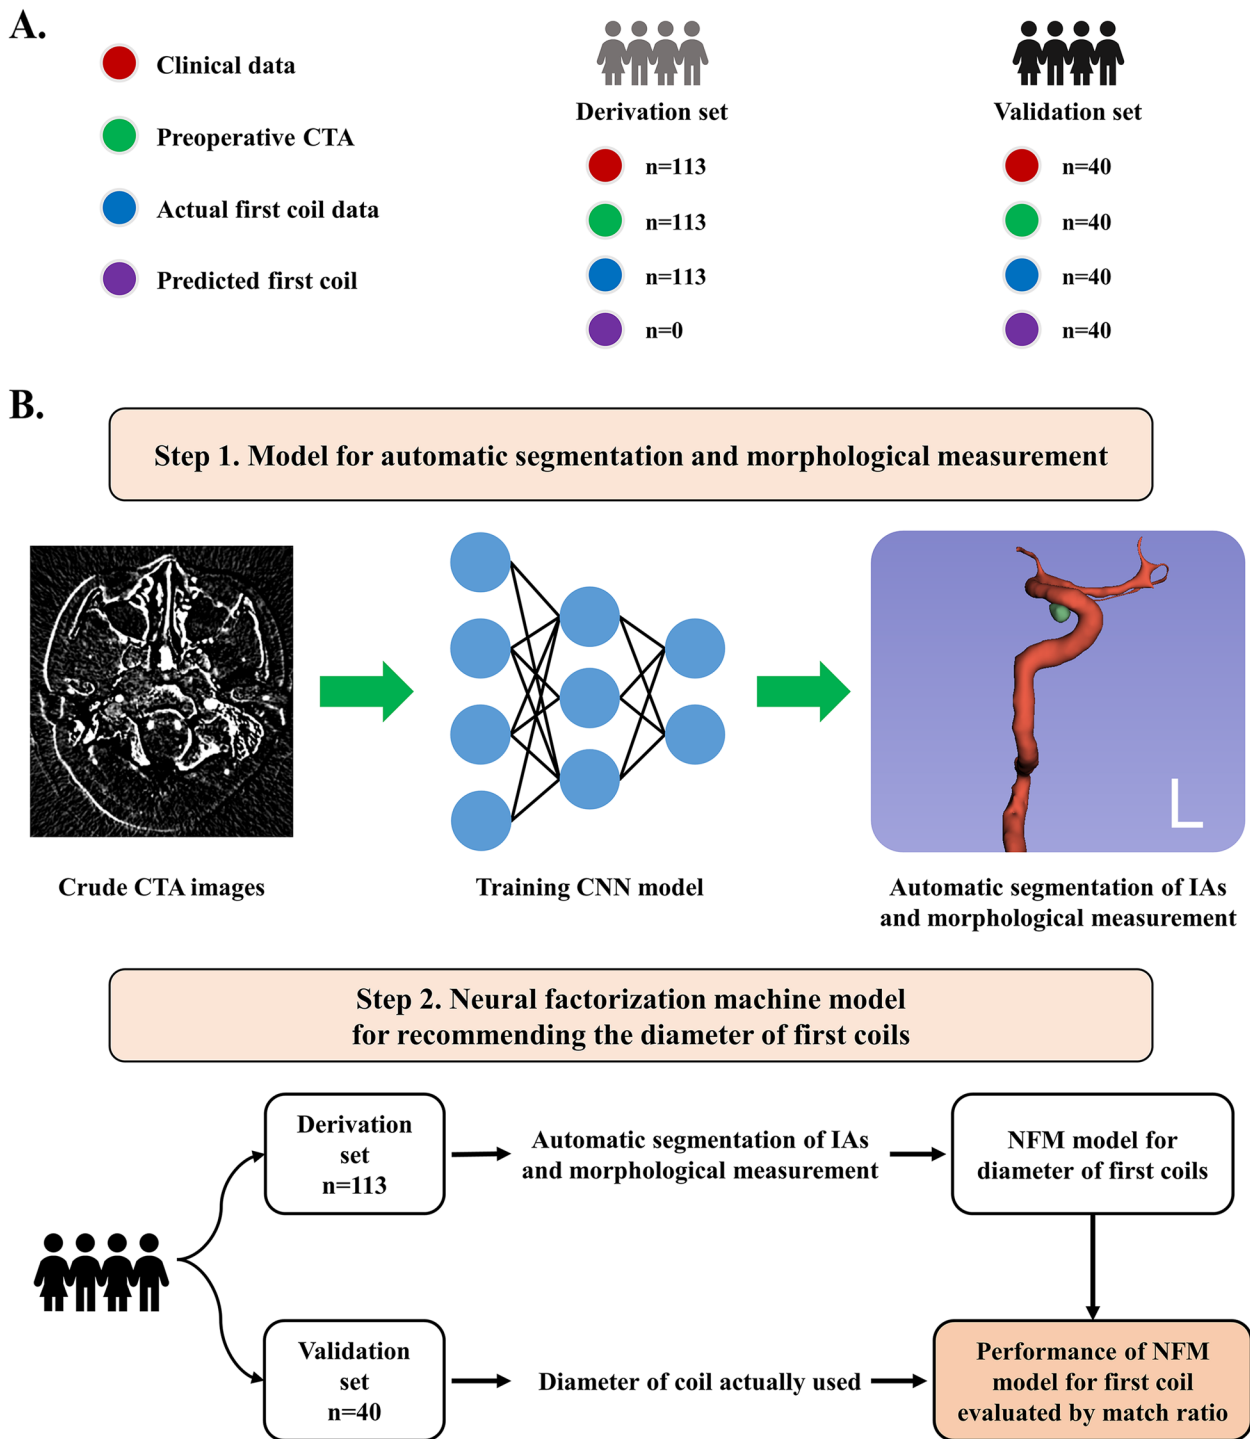 A.
Clinical data
Preoperative CTA
Actual first coil data
Predicted first coil
Derivation set
n=113
n=113
n=113
n=0
Validation set
n=40
n=40
n=40
n=40
B.
Step 1. Model for automatic segmentation and morphological measurement
Crude CTA images
Training CNN model
L
Automatic segmentation of IAs
and morphological measurement
Step 2. Neural factorization machine model
for recommending the diameter of first coils
Derivation
set
n=113
Automatic segmentation of IAs
and morphological measurement
NFM model for
diameter of first coils
Validation
set
n=40
Diameter of coil actually used
Performance of NFM
model for first coil
evaluated by match ratio